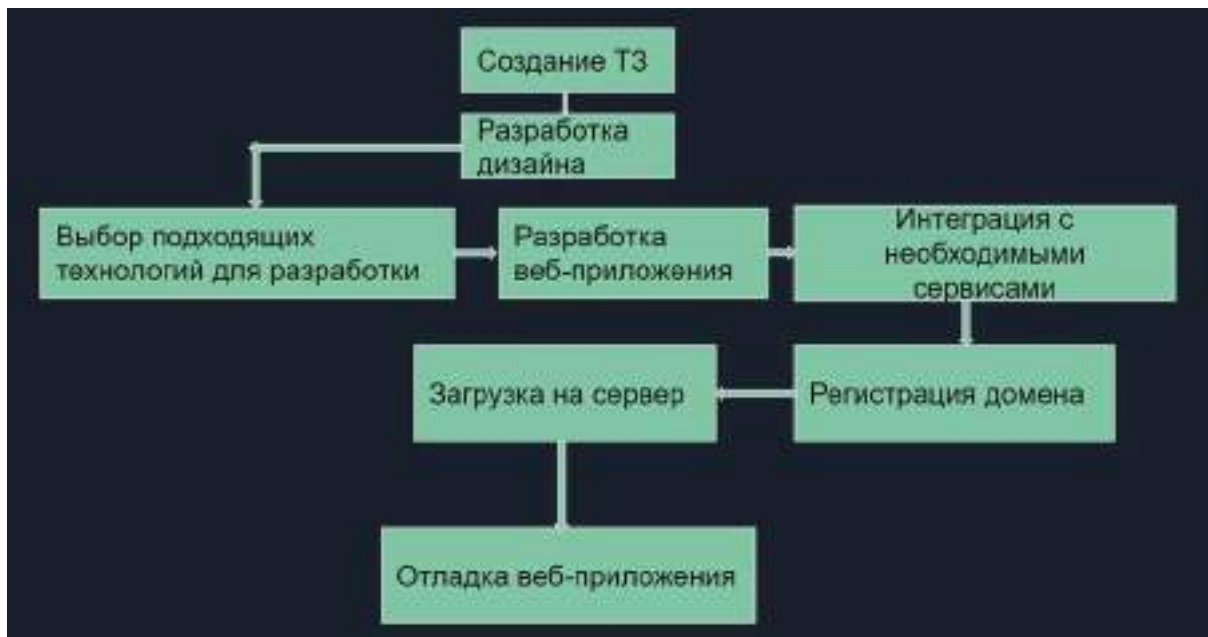 Создание ТЗ
Разработка
дизайна
Выбор подходящих
технологий для разработки
Разработка
веб-приложения
Интеграция с
необходимыми
сервисами
Загрузка на сервер
Регистрация домена
Отладка веб-приложения